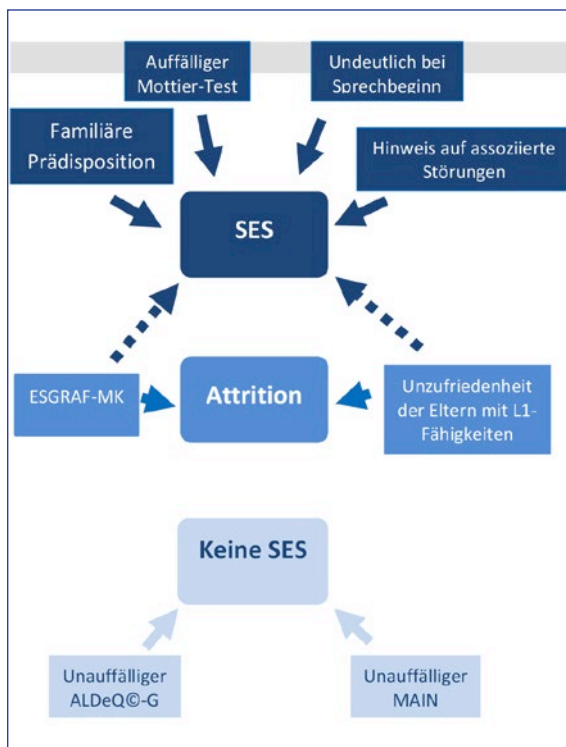 Auffälliger
Mottier-Test
Undeutlich bei
Sprechbeginn
Familiäre
Prädisposition
Hinweis auf assoziierte
Störungen
SES
ESGRAF-MK
Attrition
Unzufriedenheit
der Eltern mit L1-
Fähigkeiten
Keine SES
Unauffälliger
ALDeQ©-G
Unauffälliger
MAIN